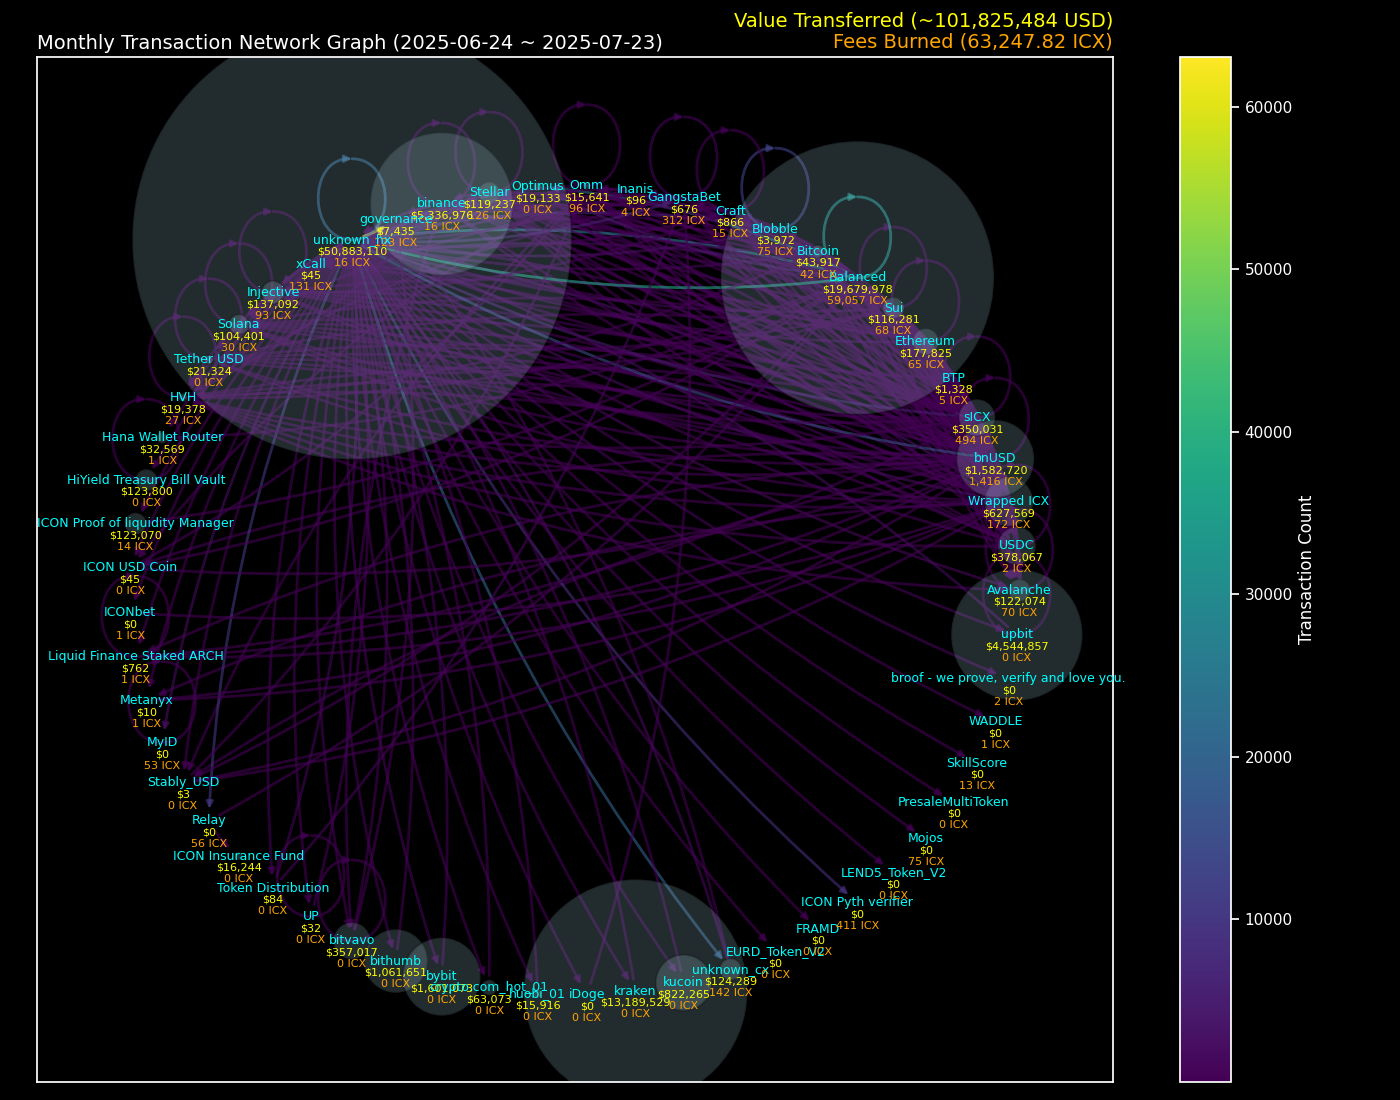 Value Transferred (~101,825,484 USD)
Monthly Transaction Network Graph (2025-06-24 ~ 2025-07-23)
Fees Burned (63,247.82 ICX)
Optimus
$19,133
0 ICX
Omm
$15,641
96 ICX
Inanis
$96
4 ICX
GangstaBet
$676
312 ICX
Craft
$866
15 ICX
Blobble
$3,972
75 ICX
Bitcoin
$43,917
42 ICX
Balanced
$19,679,978
59,057 ICX
Sui
$116,281
68 ICX
Ethereum
$177,825
65 ICX
BTP
$1,328
5 ICX
sICX
$350,031
494 ICX
bnUSD
$1,582,720
1,416 ICX
Wrapped ICX
$627,569
172 ICX
USDC
$378,067
2 ICX
Avalanche
$122,074
70 ICX
upbit
$4,544,857
0 ICX
broof - we prove, verify and love you.
$0
2 ICX
WADDLE
$0
1 ICX
SkillScore
$0
13 ICX
PresaleMultiToken
$0
0 ICX
Mojos
$0
75 ICX
LEND5_Token_V2
$0
0 ICX
ICON Pyth verifier
$0
411 ICX
FRAMD
$0
0 ICX
EURD_Token_V2
$0
0 ICX
unknown_cx
$124,289
142 ICX
kucoin
$822,265
0 ICX
kraken
$13,189,529
0 ICX
iDoge
$0
0 ICX
huobi_01
$15,916
0 ICX
crypto.com_hot_01
$63,073
0 ICX
bybit
0 ICX
bithumb
$1,061,651
0 ICX
bitvavo
$357,017
0 ICX
UP
$32
0 ICX
Token Distribution
$84
0 ICX
ICON Insurance Fund
$16,244
0 ICX
Relay
$0
56 ICX
Stably_USD
$3
0 ICX
MyID
$0
53 ICX
Metanyx
$10
1 ICX
Liquid Finance Staked ARCH
$762
1 ICX
ICONbet
$0
1 ICX
ICON USD Coin
$45
0 ICX
ICON Proof of liquidity Manager
$123,070
14 ICX
HiYield Treasury Bill Vault
$123,800
0 ICX
Hana Wallet Router
$32,569
1 ICX
HVH
$19,378
27 ICX
Tether USD
$21,324
0 ICX
Solana
$104,401
30 ICX
Injective
$137,092
93 ICX
xCall
$45
131 ICX
unknown_hx
$50,883,110
16 ICX
governance
$7,435
binance
$5,336,976
16 ICX
Stellar
$119,237
126 ICX
60000
50000
40000
30000
20000
10000
Transaction Count